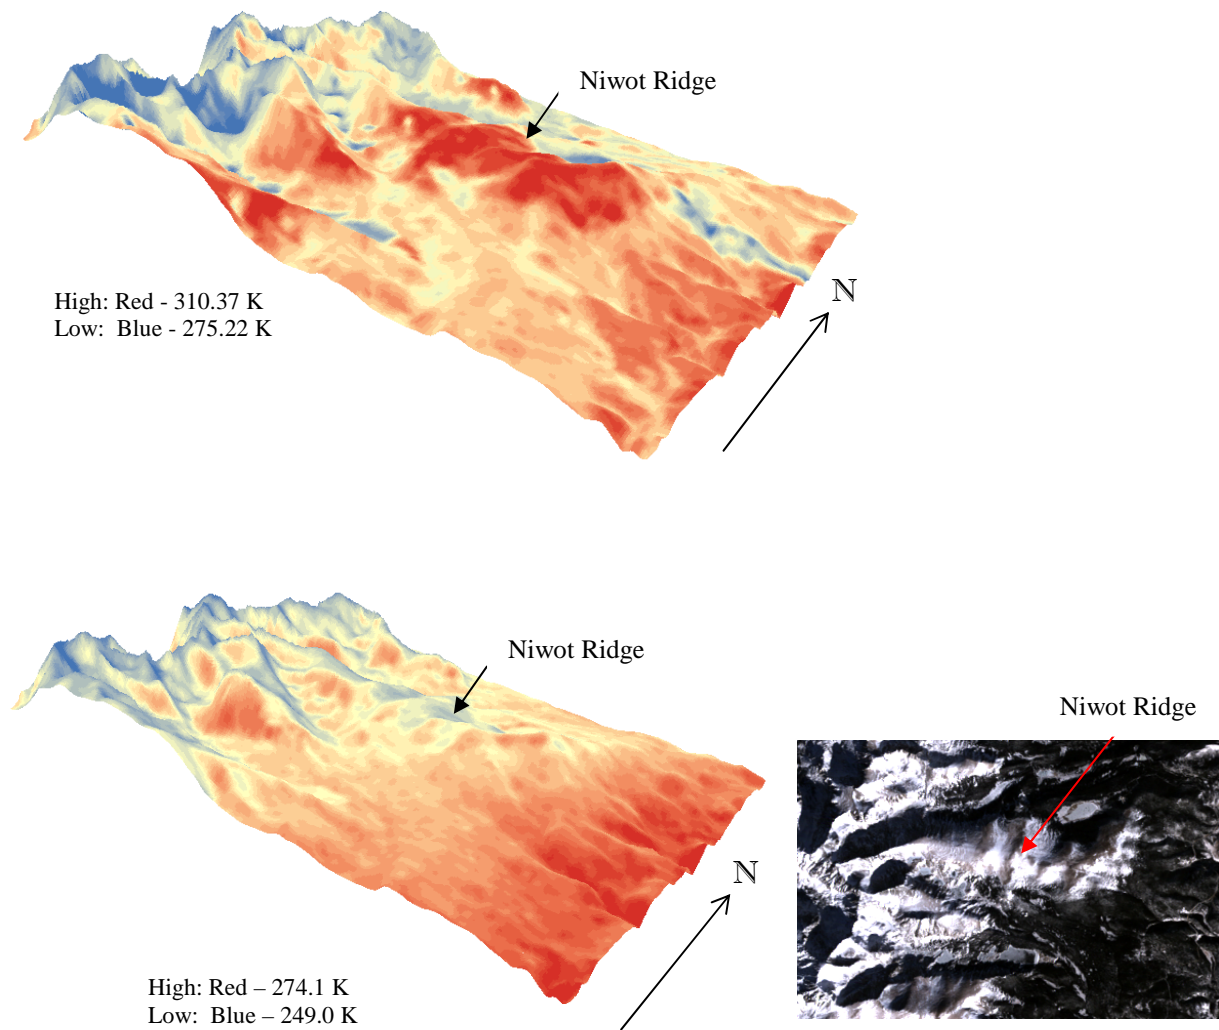 Niwot Ridge
N
High: Red - 310.37 K
Low: Blue - 275.22 K
Niwot Ridge
Niwot Ridge
N
High: Red – 274.1 K
Low: Blue – 249.0 K